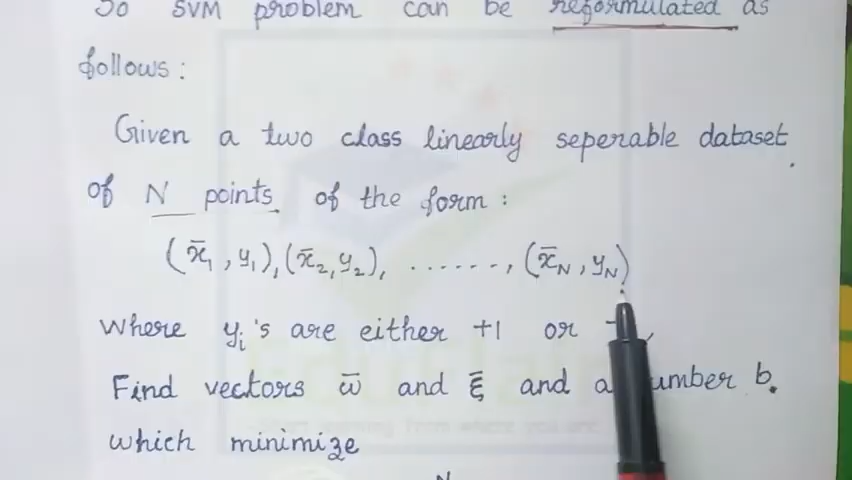 So SVM problem can be reformulated as
follows:
Given a two class linearly seperable dataset
of N points of the form:
(x̄₁, y₁), (x̄₂, y₂), ......, (x̄N, yN)
where yᵢ's are either +1 or
Find vectors w̄ and ξ̄ and a number b.
which minimize
N